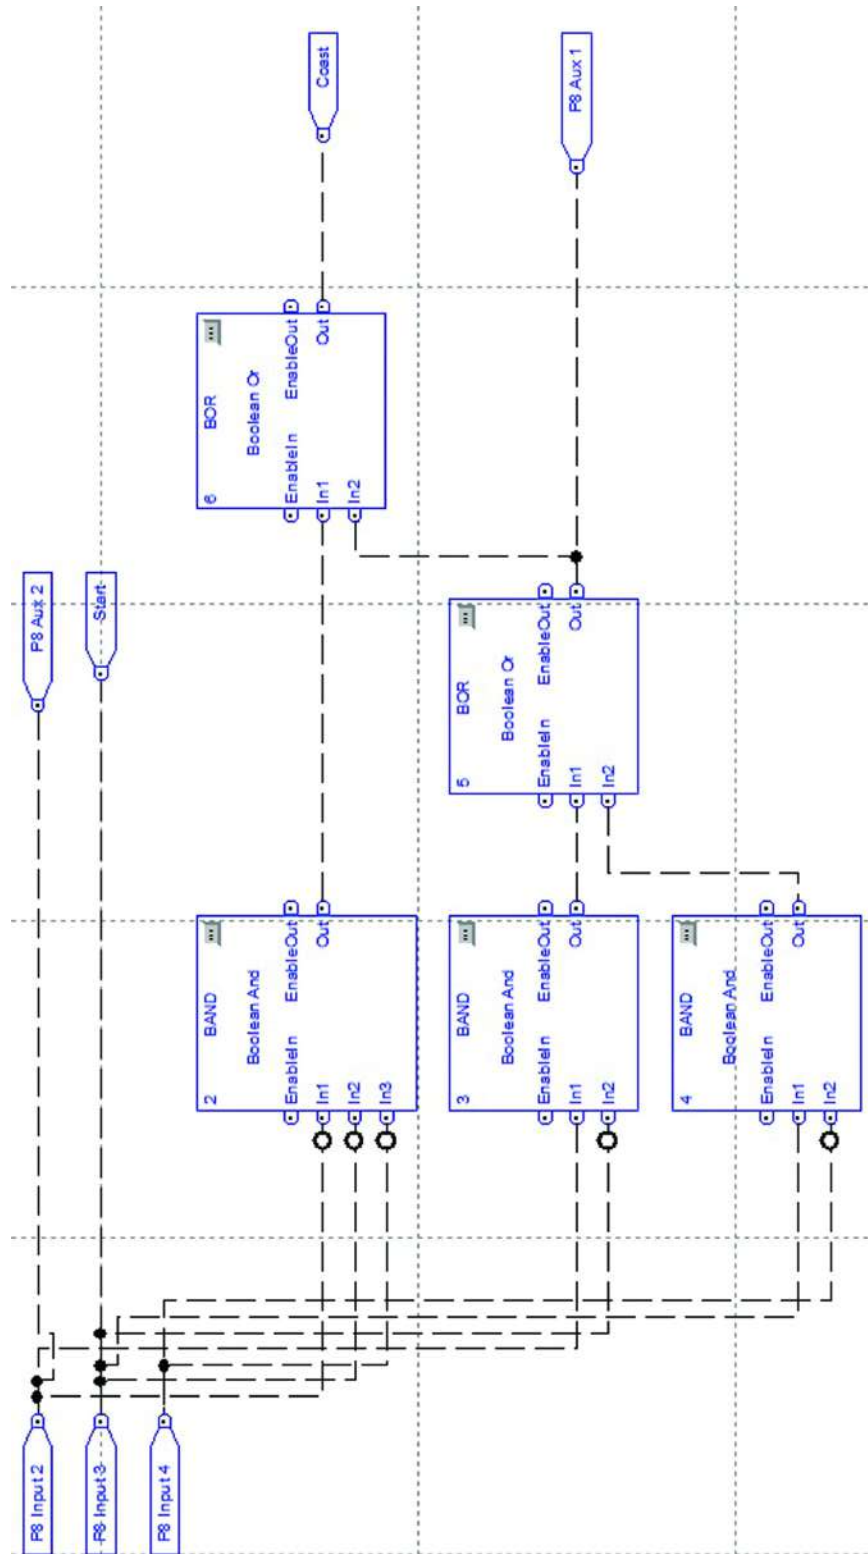 P8 Input 2
P8 Input 3
P8 Input 4
P8 Aux 2
Start
2
BAND
...
Boolean And
EnableIn EnableOut
In1 Out
In2
In3
6
BOR
...
Boolean Or
EnableIn EnableOut
In1 Out
In2
Coast
3
BAND
...
Boolean And
EnableIn EnableOut
In1 Out
In2
5
BOR
...
Boolean Or
EnableIn EnableOut
In1 Out
In2
P8 Aux 1
4
BAND
...
Boolean And
EnableIn EnableOut
In1 Out
In2